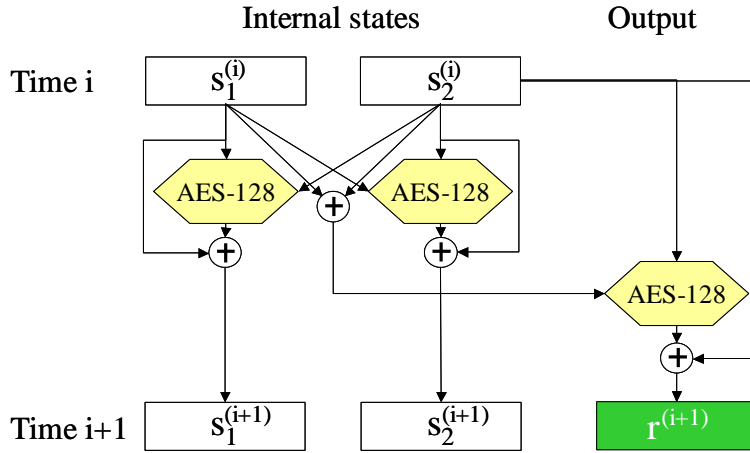 Internal states Output
Time i s₁⁽ⁱ⁾ s₂⁽ⁱ⁾
AES-128 + AES-128
+ +
AES-128
+
Time i+1 s₁⁽ⁱ⁺¹⁾ s₂⁽ⁱ⁺¹⁾ r⁽ⁱ⁺¹⁾